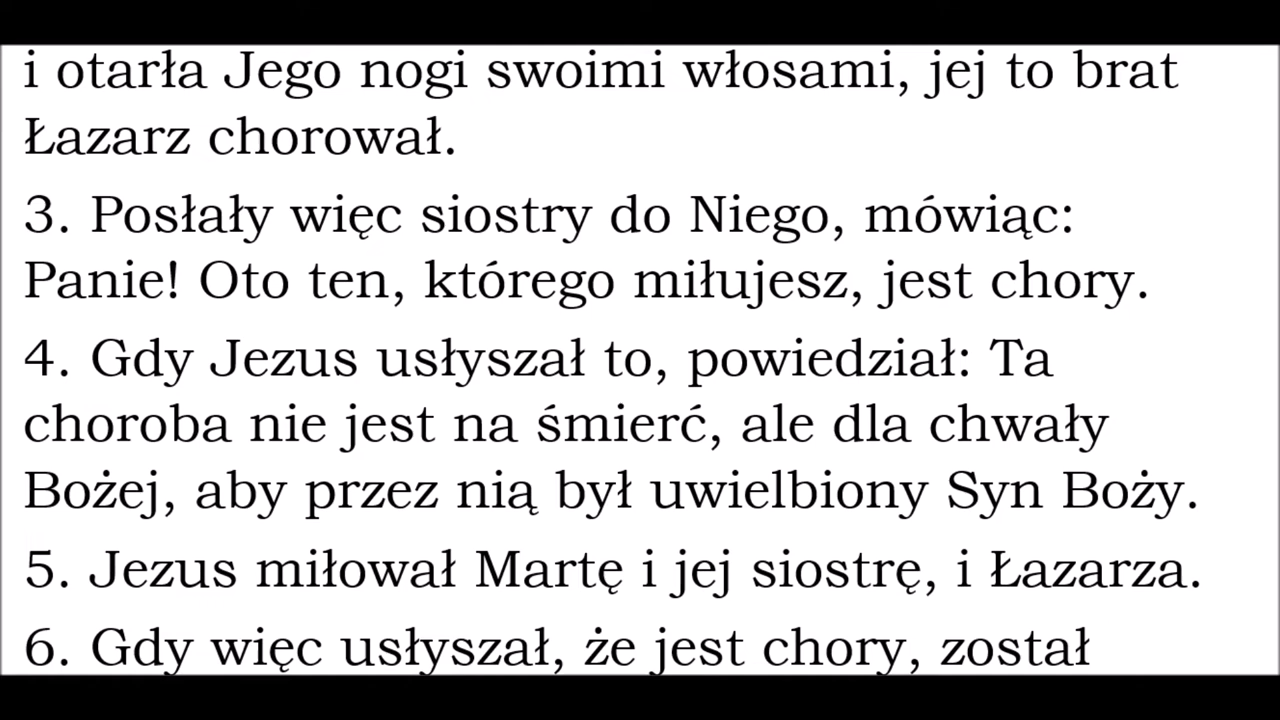 i otarła Jego nogi swoimi włosami, jej to brat
Łazarz chorował.
3. Posłały więc siostry do Niego, mówiąc:
Panie! Oto ten, którego miłujesz, jest chory.
4. Gdy Jezus usłyszał to, powiedział: Ta
choroba nie jest na śmierć, ale dla chwały
Bożej, aby przez nią był uwielbiony Syn Boży.
5. Jezus miłował Martę i jej siostrę, i Łazarza.
6. Gdy więc usłyszał, że jest chory, został